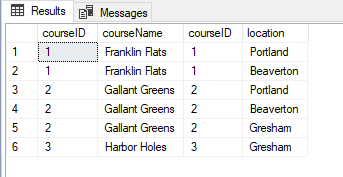 Results Messages
courseID courseName courseID location
1 1 Franklin Flats 1 Portland
2 1 Franklin Flats 1 Beaverton
3 2 Gallant Greens 2 Portland
4 2 Gallant Greens 2 Beaverton
5 2 Gallant Greens 2 Gresham
6 3 Harbor Holes 3 Gresham